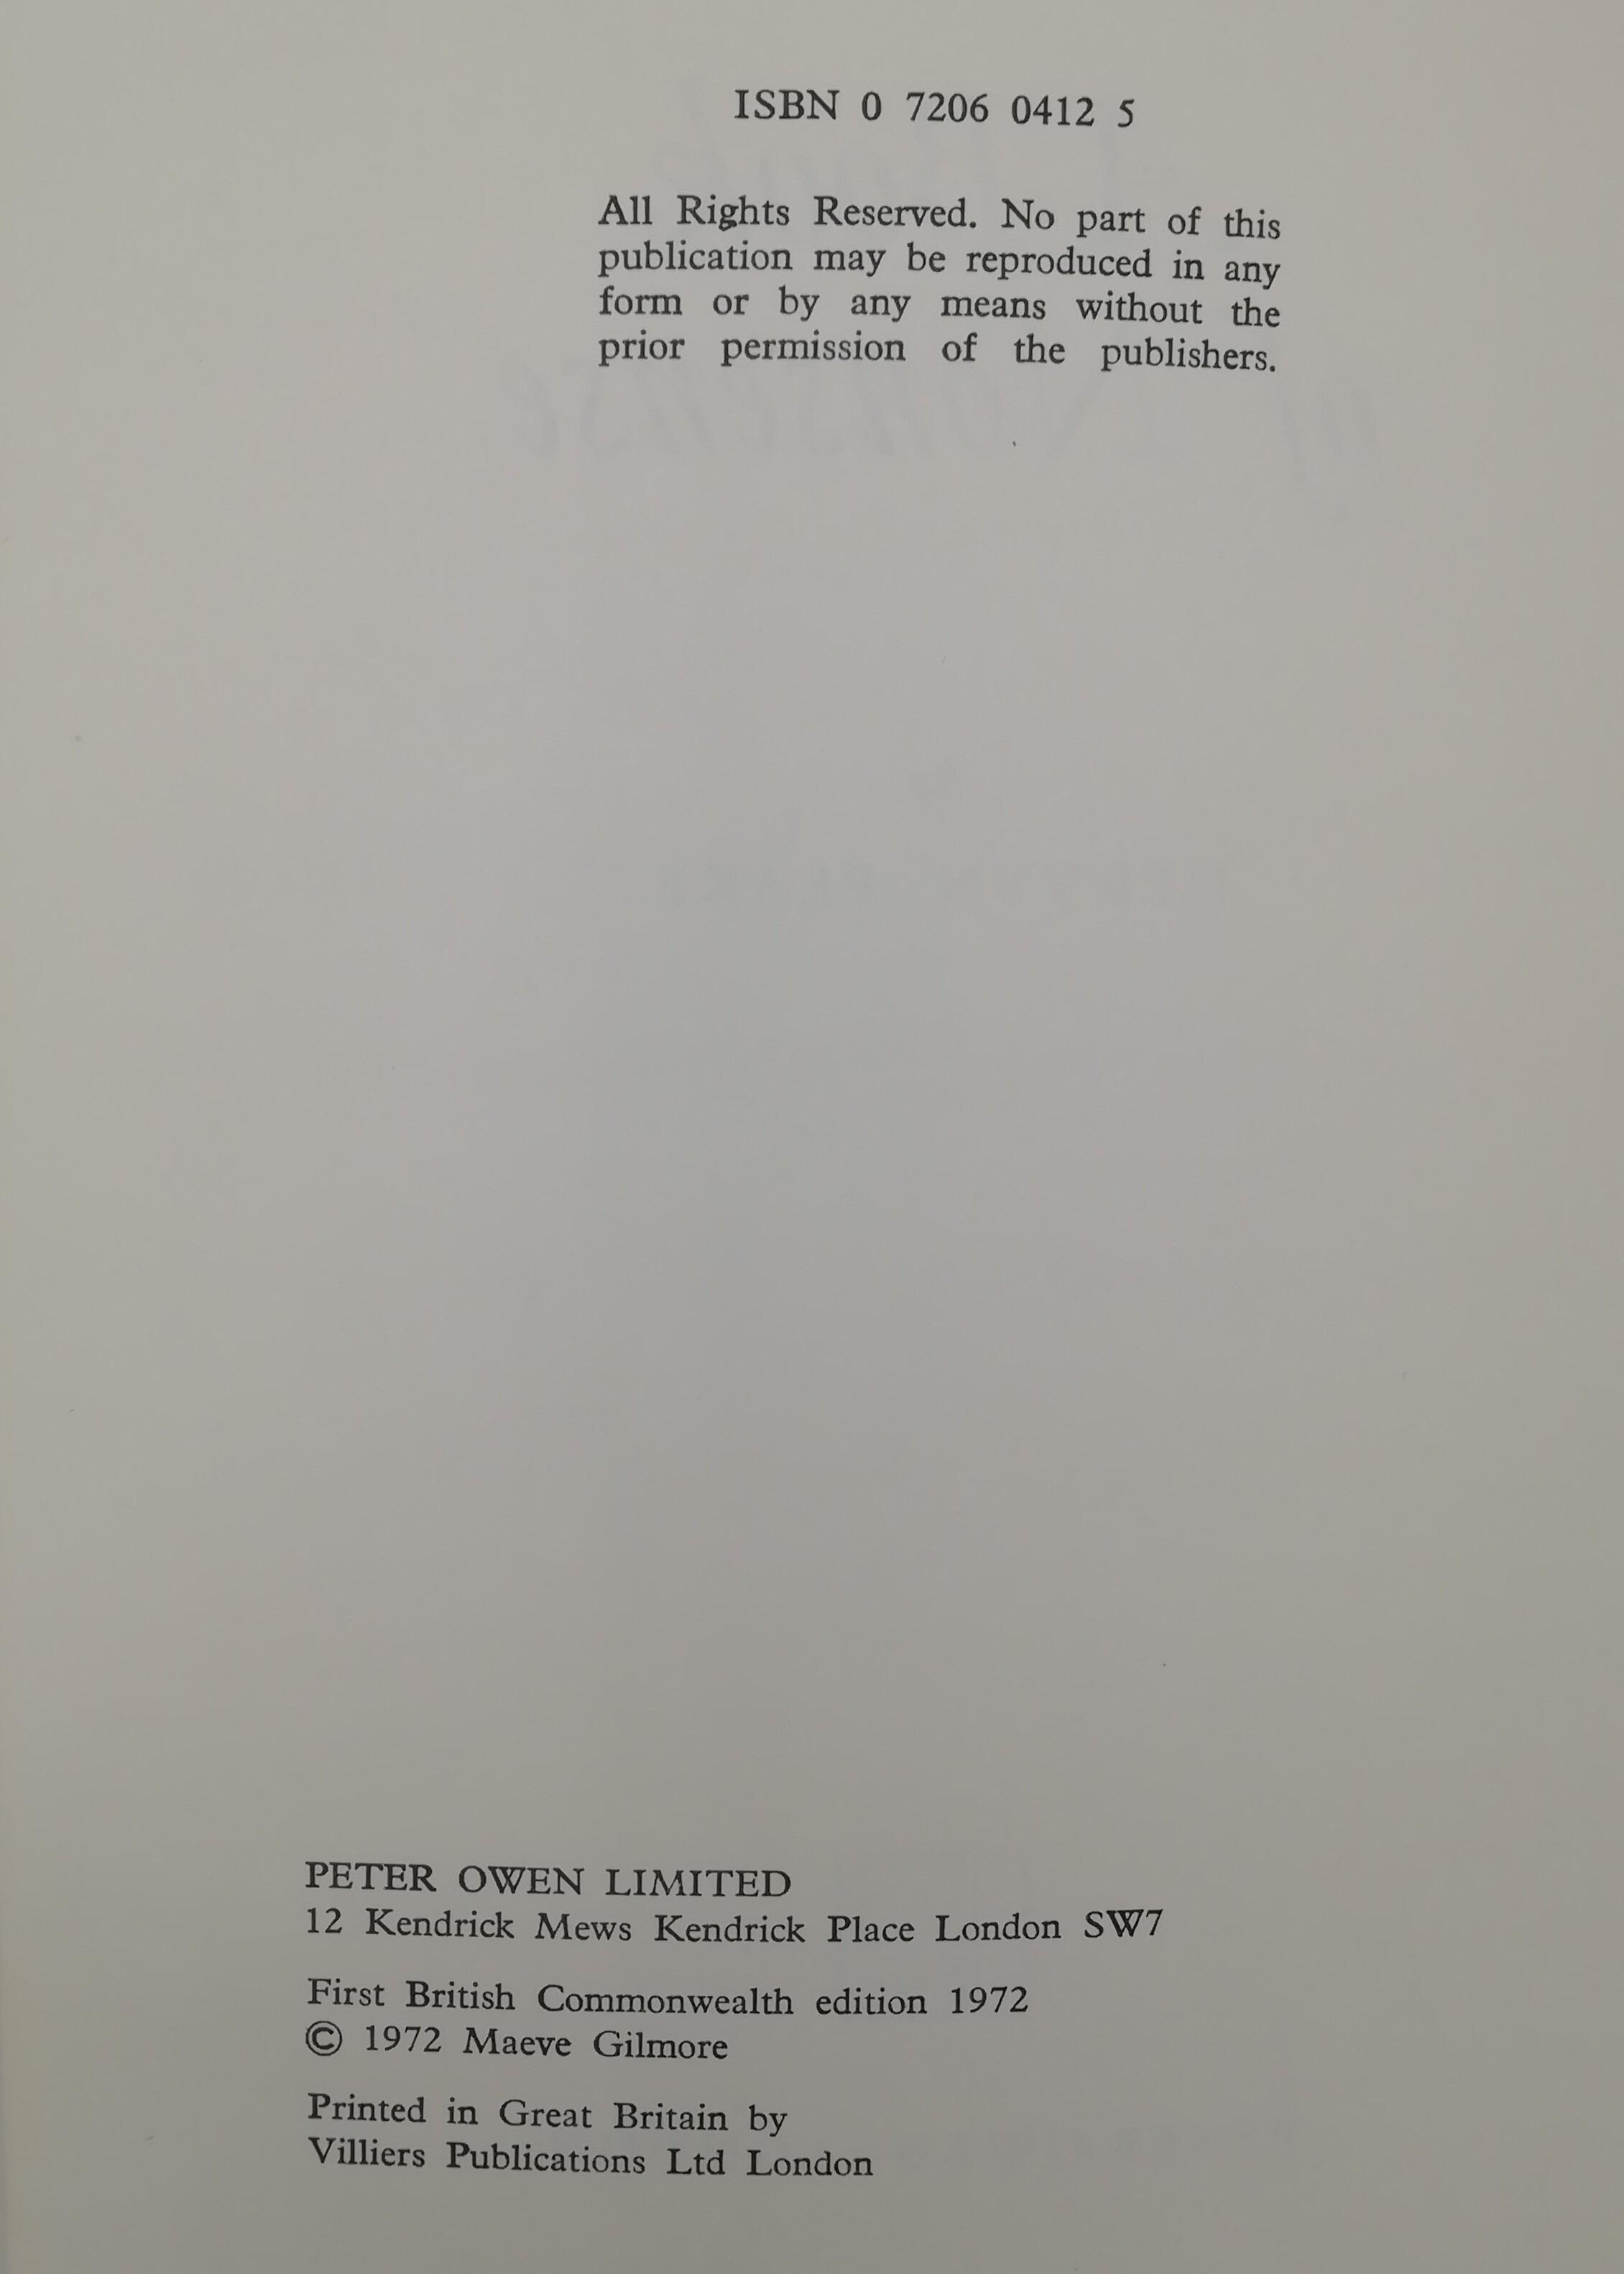 ISBN 0 7206 0412 5
All Rights Reserved. No part of this
publication may be reproduced in any
form or by any means without the
prior permission of the publishers.
PETER OWEN LIMITED
12 Kendrick Mews Kendrick Place London SW7
First British Commonwealth edition 1972
© 1972 Maeve Gilmore
Printed in Great Britain by
Villiers Publications Ltd London